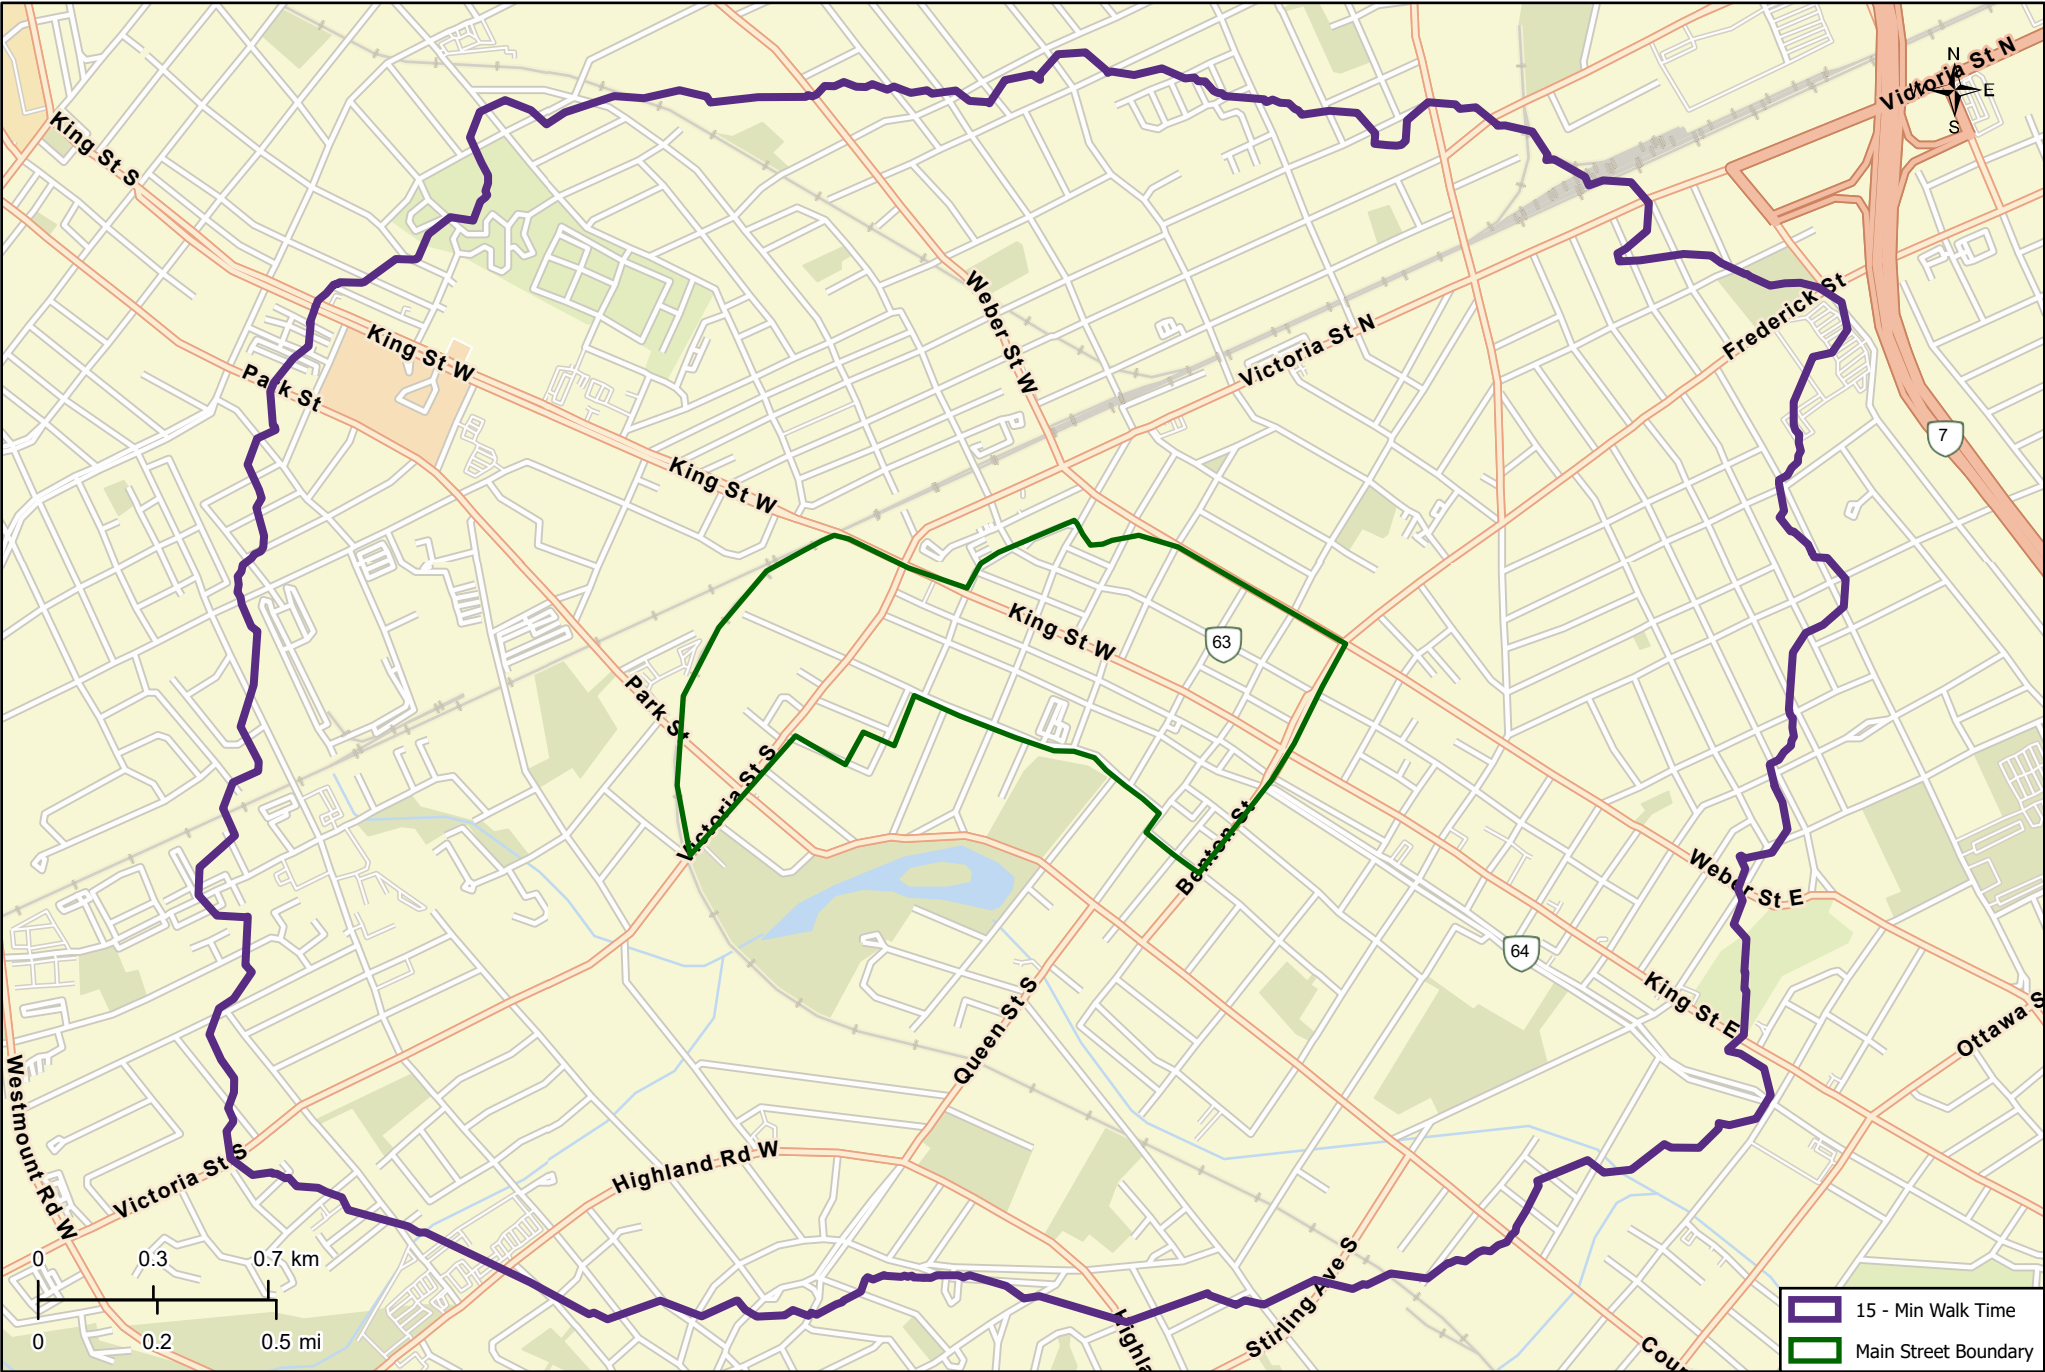 Victoria St N
N
W
E
S
King St S
Weber St W
Frederick St
Victoria St N
King St W
Park St
7
King St W
King St W
63
Park St
Victoria St S
Benton St
Weber St E
64
King St E
Queen St S
Ottawa S
Westmount Rd W
Highland Rd W
Victoria St S
Stirling Ave S
Highla
Cour
0 0.3 0.7 km
0 0.2 0.5 mi
15 - Min Walk Time
Main Street Boundary